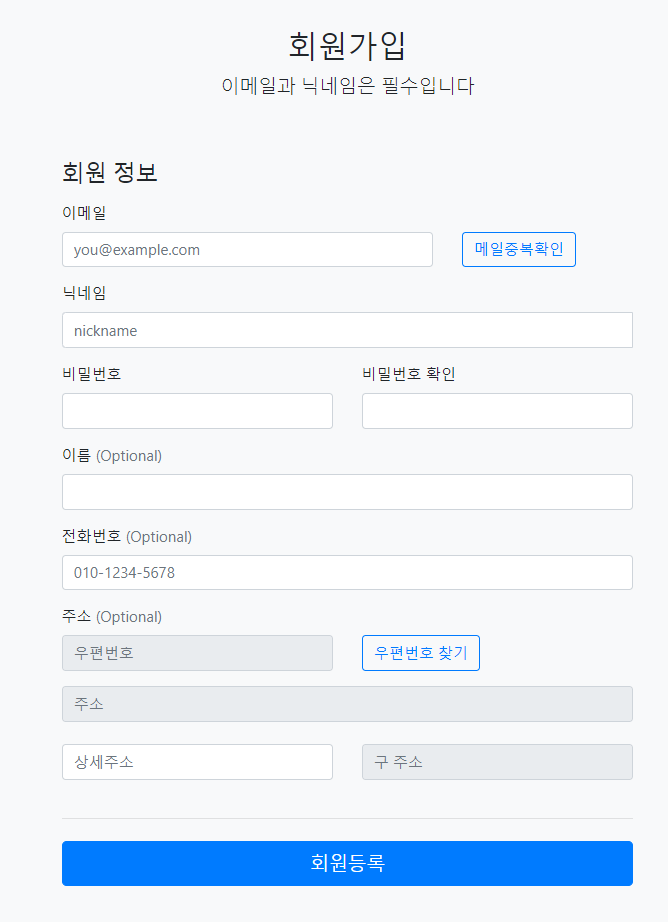 회원가입
이메일과 닉네임은 필수입니다
회원 정보
이메일
you@example.com 메일중복확인
닉네임
nickname
비밀번호 비밀번호 확인
이름 (Optional)
전화번호 (Optional)
010-1234-5678
주소 (Optional)
우편번호 우편번호 찾기
주소
상세주소 구 주소
회원등록